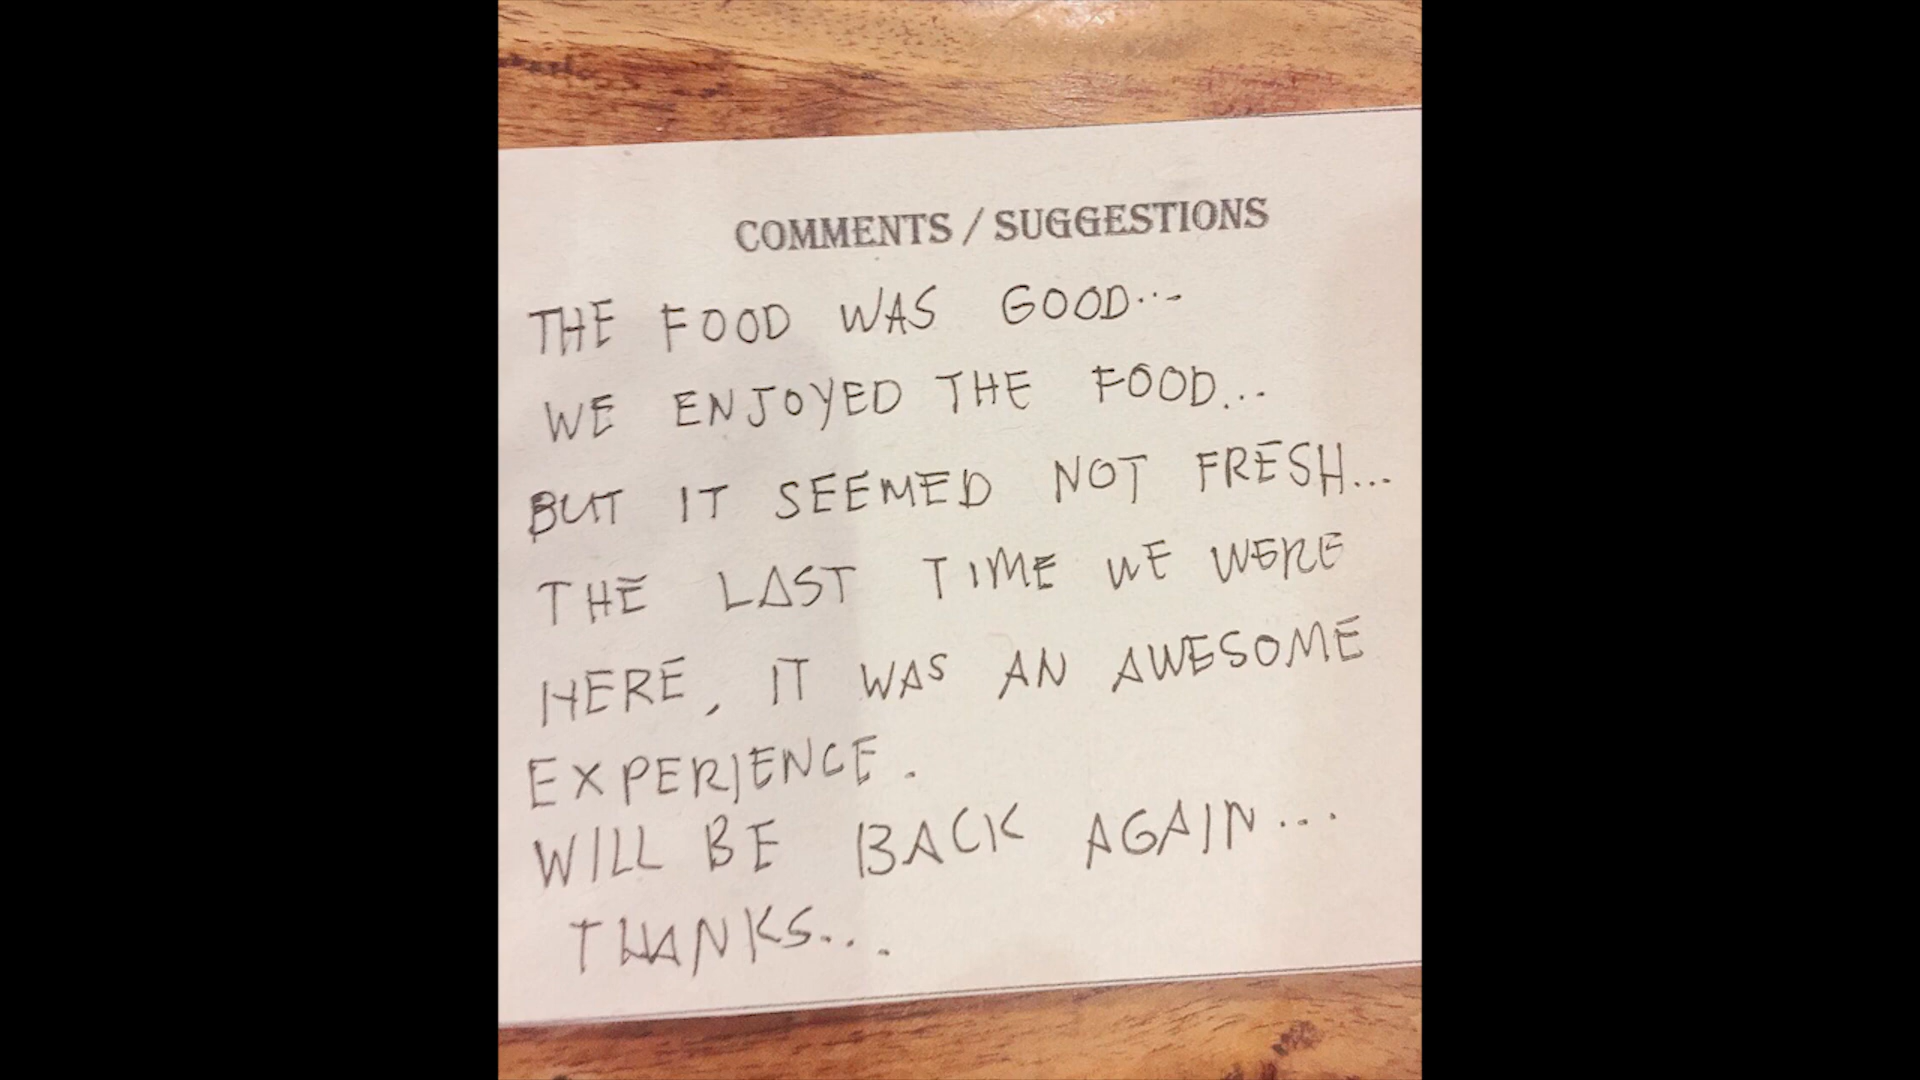 COMMENTS / SUGGESTIONS
THE FOOD WAS GOOD...
WE ENJOYED THE FOOD...
BUT IT SEEMED NOT FRESH...
THE LAST TIME WE WERE
HERE, IT WAS AN AWESOME
EXPERIENCE.
WILL BE BACK AGAIN...
THANKS...